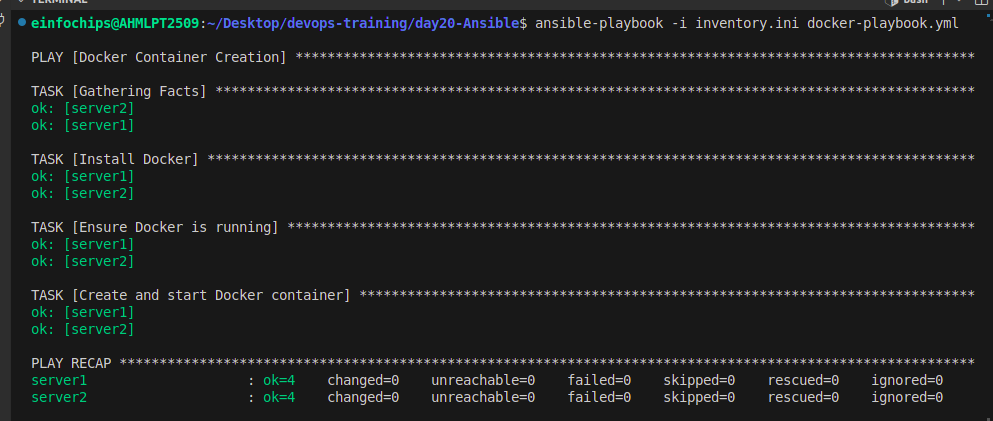 TERMINAL
einfochips@AHMLPT2509:~/Desktop/devops-training/day20-Ansible$ ansible-playbook -i inventory.ini docker-playbook.yml
PLAY [Docker Container Creation] *************************************************************************************
TASK [Gathering Facts] ***********************************************************************************************
ok: [server2]
ok: [server1]
TASK [Install Docker] ************************************************************************************************
ok: [server1]
ok: [server2]
TASK [Ensure Docker is running] **************************************************************************************
ok: [server1]
ok: [server2]
TASK [Create and start Docker container] *****************************************************************************
ok: [server1]
ok: [server2]
PLAY RECAP ***********************************************************************************************************
server1                    : ok=4    changed=0    unreachable=0    failed=0    skipped=0    rescued=0    ignored=0
server2                    : ok=4    changed=0    unreachable=0    failed=0    skipped=0    rescued=0    ignored=0